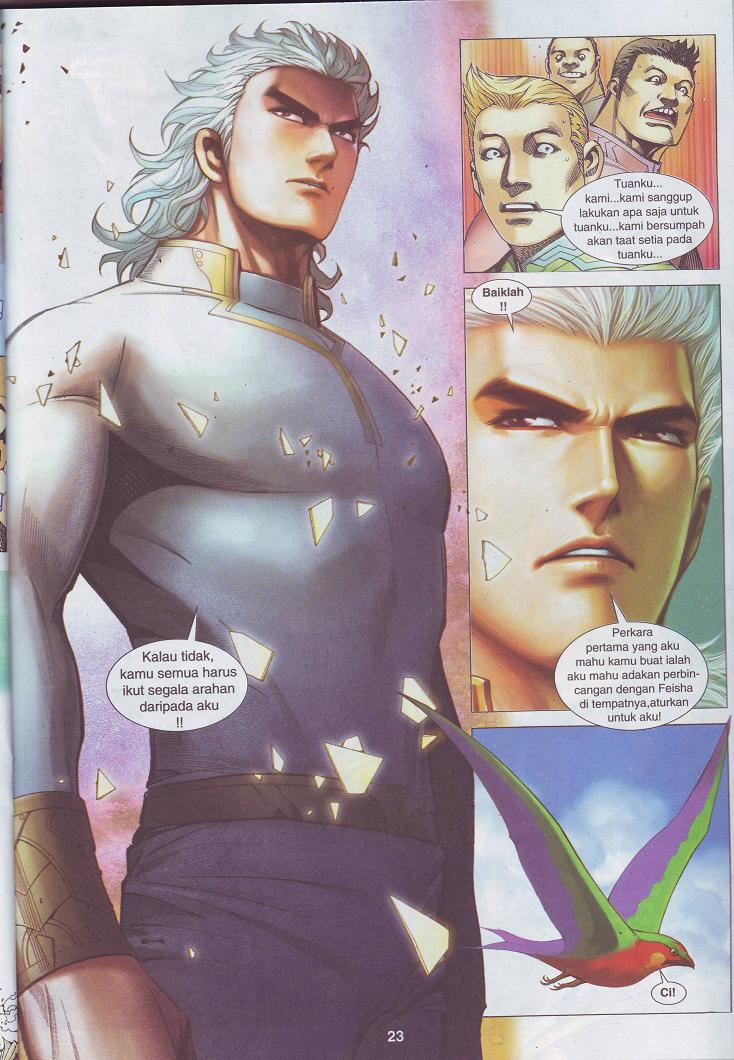 Kalau tidak,
kamu semua harus
ikut segala arahan
daripada aku
!!
Tuanku...
kami...kami sanggup
lakukan apa saja untuk
tuanku...kami bersumpah
akan taat setia pada
tuanku...
Baiklah
!!
Perkara
pertama yang aku
mahu kamu buat ialah
aku mahu adakan perbin-
cangan dengan Feisha
di tempatnya,aturkan
untuk aku!
Ci!
23